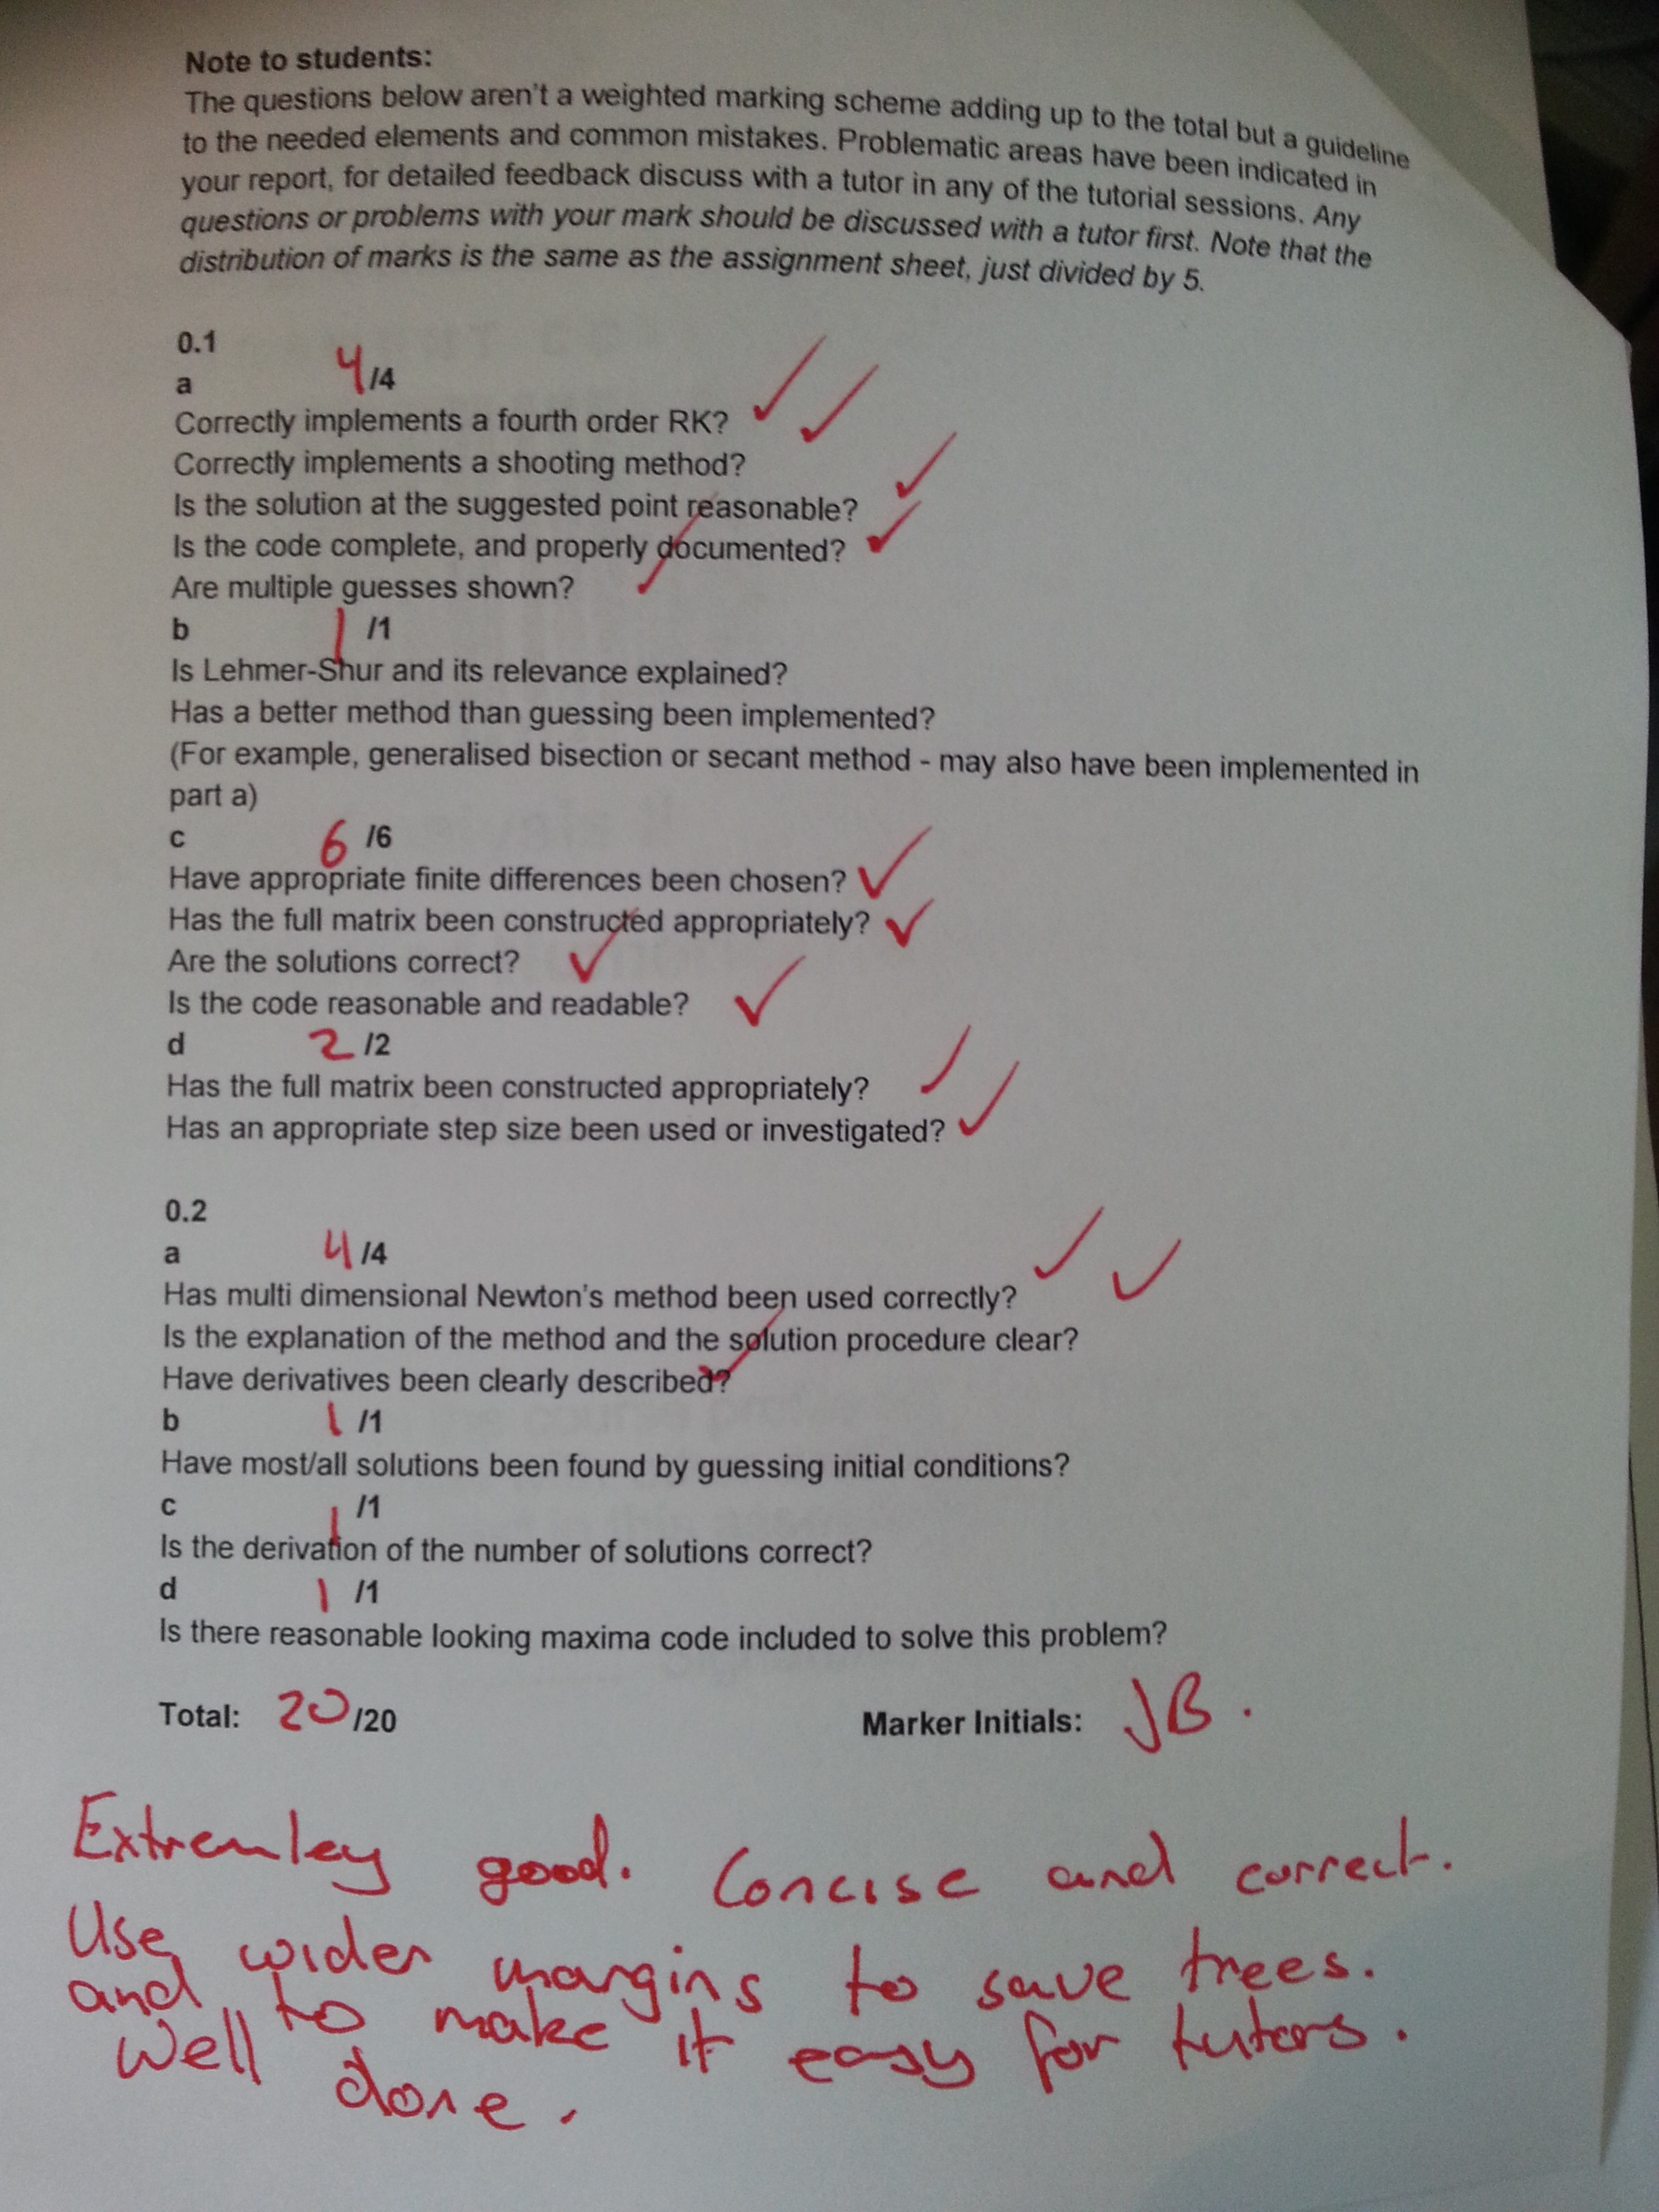 Note to students:
The questions below aren't a weighted marking scheme adding up to the total but a guideline
to the needed elements and common mistakes. Problematic areas have been indicated in
your report, for detailed feedback discuss with a tutor in any of the tutorial sessions. Any
questions or problems with your mark should be discussed with a tutor first. Note that the
distribution of marks is the same as the assignment sheet, just divided by 5.
0.1
a 4/4
Correctly implements a fourth order RK?
Correctly implements a shooting method?
Is the solution at the suggested point reasonable?
Is the code complete, and properly documented?
Are multiple guesses shown?
b 1 /1
Is Lehmer-Shur and its relevance explained?
Has a better method than guessing been implemented?
(For example, generalised bisection or secant method - may also have been implemented in
part a)
c 6 /6
Have appropriate finite differences been chosen?
Has the full matrix been constructed appropriately?
Are the solutions correct?
Is the code reasonable and readable?
d 2 /2
Has the full matrix been constructed appropriately?
Has an appropriate step size been used or investigated?
0.2
a 4 /4
Has multi dimensional Newton's method been used correctly?
Is the explanation of the method and the solution procedure clear?
Have derivatives been clearly described?
b 1 /1
Have most/all solutions been found by guessing initial conditions?
c 1 /1
Is the derivation of the number of solutions correct?
d 1 /1
Is there reasonable looking maxima code included to solve this problem?
Total: 20/20 Marker Initials: JB.
Extremley good. Concise and correct.
Use wider margins to save trees.
and to make it easy for tutors.
Well done.